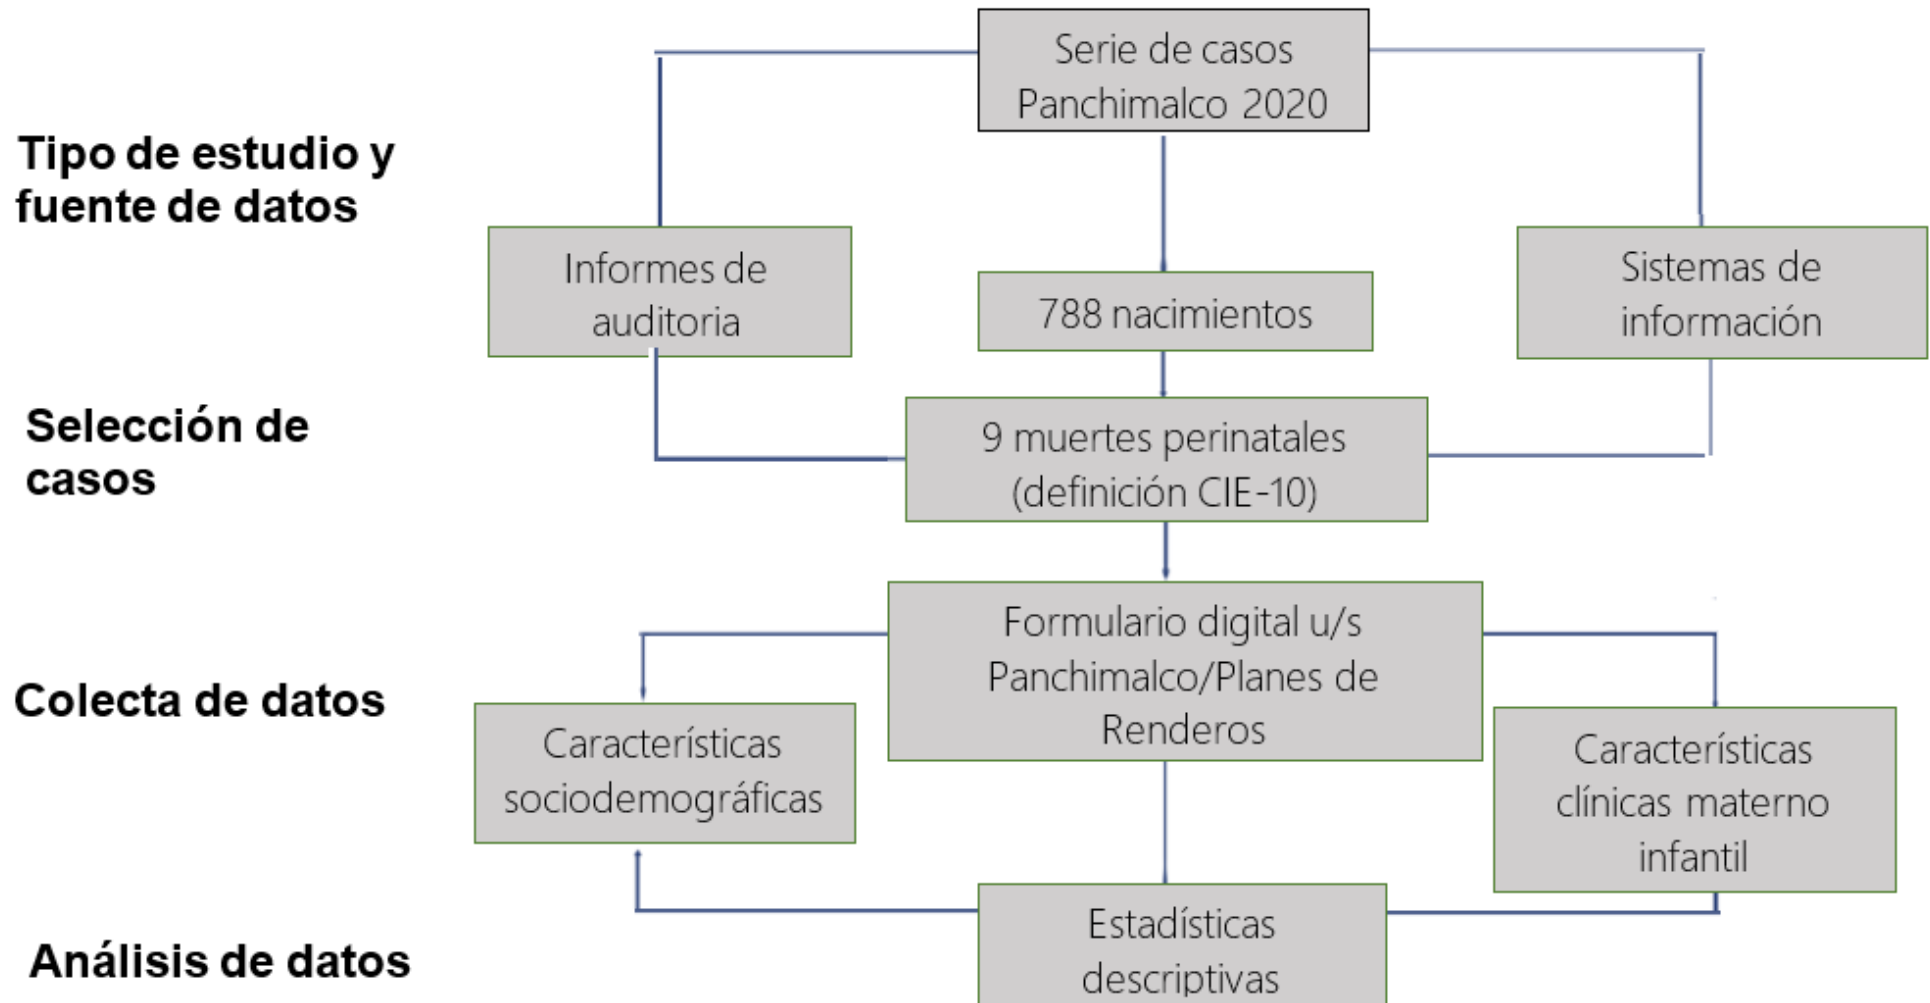 Serie de casos
Panchimalco 2020
Tipo de estudio y
fuente de datos
Informes de
auditoria
788 nacimientos
Sistemas de
información
Selección de
casos
9 muertes perinatales
(definición CIE-10)
Colecta de datos
Formulario digital u/s
Panchimalco/Planes de
Renderos
Características
sociodemográficas
Características
clínicas materno
infantil
Análisis de datos
Estadísticas
descriptivas